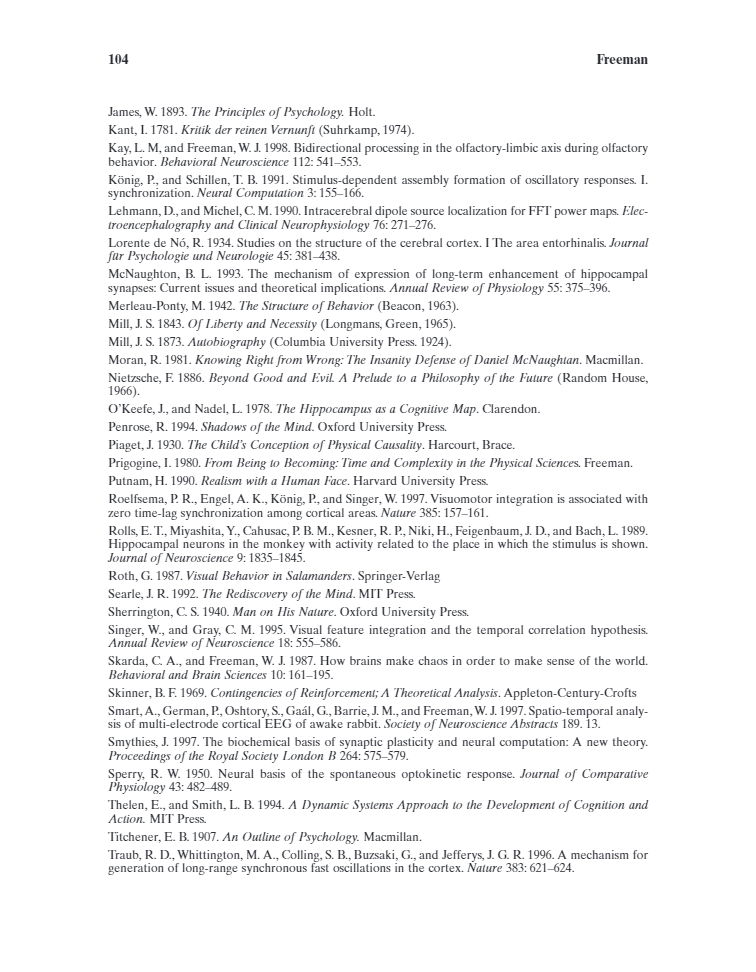 104 Freeman
James, W. 1893. The Principles of Psychology. Holt.
Kant, I. 1781. Kritik der reinen Vernunft (Suhrkamp, 1974).
Kay, L. M, and Freeman, W. J. 1998. Bidirectional processing in the olfactory-limbic axis during olfactory
behavior. Behavioral Neuroscience 112: 541–553.
König, P., and Schillen, T. B. 1991. Stimulus-dependent assembly formation of oscillatory responses. I.
synchronization. Neural Computation 3: 155–166.
Lehmann, D., and Michel, C. M. 1990. Intracerebral dipole source localization for FFT power maps. Elec-
troencephalography and Clinical Neurophysiology 76: 271–276.
Lorente de Nó, R. 1934. Studies on the structure of the cerebral cortex. I The area entorhinalis. Journal
für Psychologie und Neurologie 45: 381–438.
McNaughton, B. L. 1993. The mechanism of expression of long-term enhancement of hippocampal
synapses: Current issues and theoretical implications. Annual Review of Physiology 55: 375–396.
Merleau-Ponty, M. 1942. The Structure of Behavior (Beacon, 1963).
Mill, J. S. 1843. Of Liberty and Necessity (Longmans, Green, 1965).
Mill, J. S. 1873. Autobiography (Columbia University Press. 1924).
Moran, R. 1981. Knowing Right from Wrong: The Insanity Defense of Daniel McNaughtan. Macmillan.
Nietzsche, F. 1886. Beyond Good and Evil. A Prelude to a Philosophy of the Future (Random House,
1966).
O'Keefe, J., and Nadel, L. 1978. The Hippocampus as a Cognitive Map. Clarendon.
Penrose, R. 1994. Shadows of the Mind. Oxford University Press.
Piaget, J. 1930. The Child's Conception of Physical Causality. Harcourt, Brace.
Prigogine, I. 1980. From Being to Becoming: Time and Complexity in the Physical Sciences. Freeman.
Putnam, H. 1990. Realism with a Human Face. Harvard University Press.
Roelfsema, P. R., Engel, A. K., König, P., and Singer, W. 1997. Visuomotor integration is associated with
zero time-lag synchronization among cortical areas. Nature 385: 157–161.
Rolls, E. T., Miyashita, Y., Cahusac, P. B. M., Kesner, R. P., Niki, H., Feigenbaum, J. D., and Bach, L. 1989.
Hippocampal neurons in the monkey with activity related to the place in which the stimulus is shown.
Journal of Neuroscience 9: 1835–1845.
Roth, G. 1987. Visual Behavior in Salamanders. Springer-Verlag
Searle, J. R. 1992. The Rediscovery of the Mind. MIT Press.
Sherrington, C. S. 1940. Man on His Nature. Oxford University Press.
Singer, W., and Gray, C. M. 1995. Visual feature integration and the temporal correlation hypothesis.
Annual Review of Neuroscience 18: 555–586.
Skarda, C. A., and Freeman, W. J. 1987. How brains make chaos in order to make sense of the world.
Behavioral and Brain Sciences 10: 161–195.
Skinner, B. F. 1969. Contingencies of Reinforcement; A Theoretical Analysis. Appleton-Century-Crofts
Smart, A., German, P., Oshtory, S., Gaál, G., Barrie, J. M., and Freeman, W. J. 1997. Spatio-temporal analy-
sis of multi-electrode cortical EEG of awake rabbit. Society of Neuroscience Abstracts 189. 13.
Smythies, J. 1997. The biochemical basis of synaptic plasticity and neural computation: A new theory.
Proceedings of the Royal Society London B 264: 575–579.
Sperry, R. W. 1950. Neural basis of the spontaneous optokinetic response. Journal of Comparative
Physiology 43: 482–489.
Thelen, E., and Smith, L. B. 1994. A Dynamic Systems Approach to the Development of Cognition and
Action. MIT Press.
Titchener, E. B. 1907. An Outline of Psychology. Macmillan.
Traub, R. D., Whittington, M. A., Colling, S. B., Buzsaki, G., and Jefferys, J. G. R. 1996. A mechanism for
generation of long-range synchronous fast oscillations in the cortex. Nature 383: 621–624.